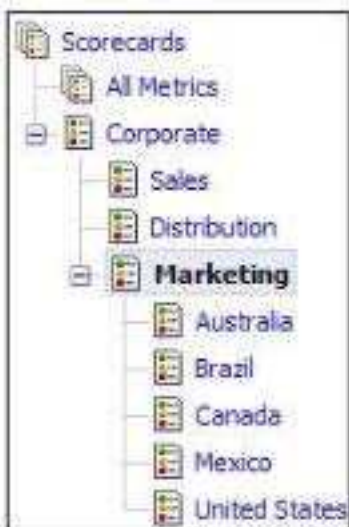 Scorecards
All Metrics
Corporate
Sales
Distribution
Marketing
Australia
Brazil
Canada
Mexico
United States